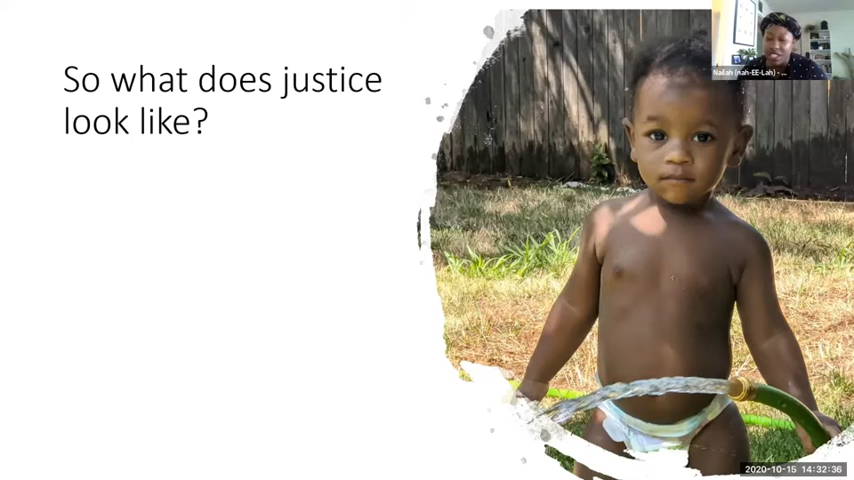 So what does justice
look like?
Nailah (nah-EE-Lah) - ...
2020-10-15 14:32:36